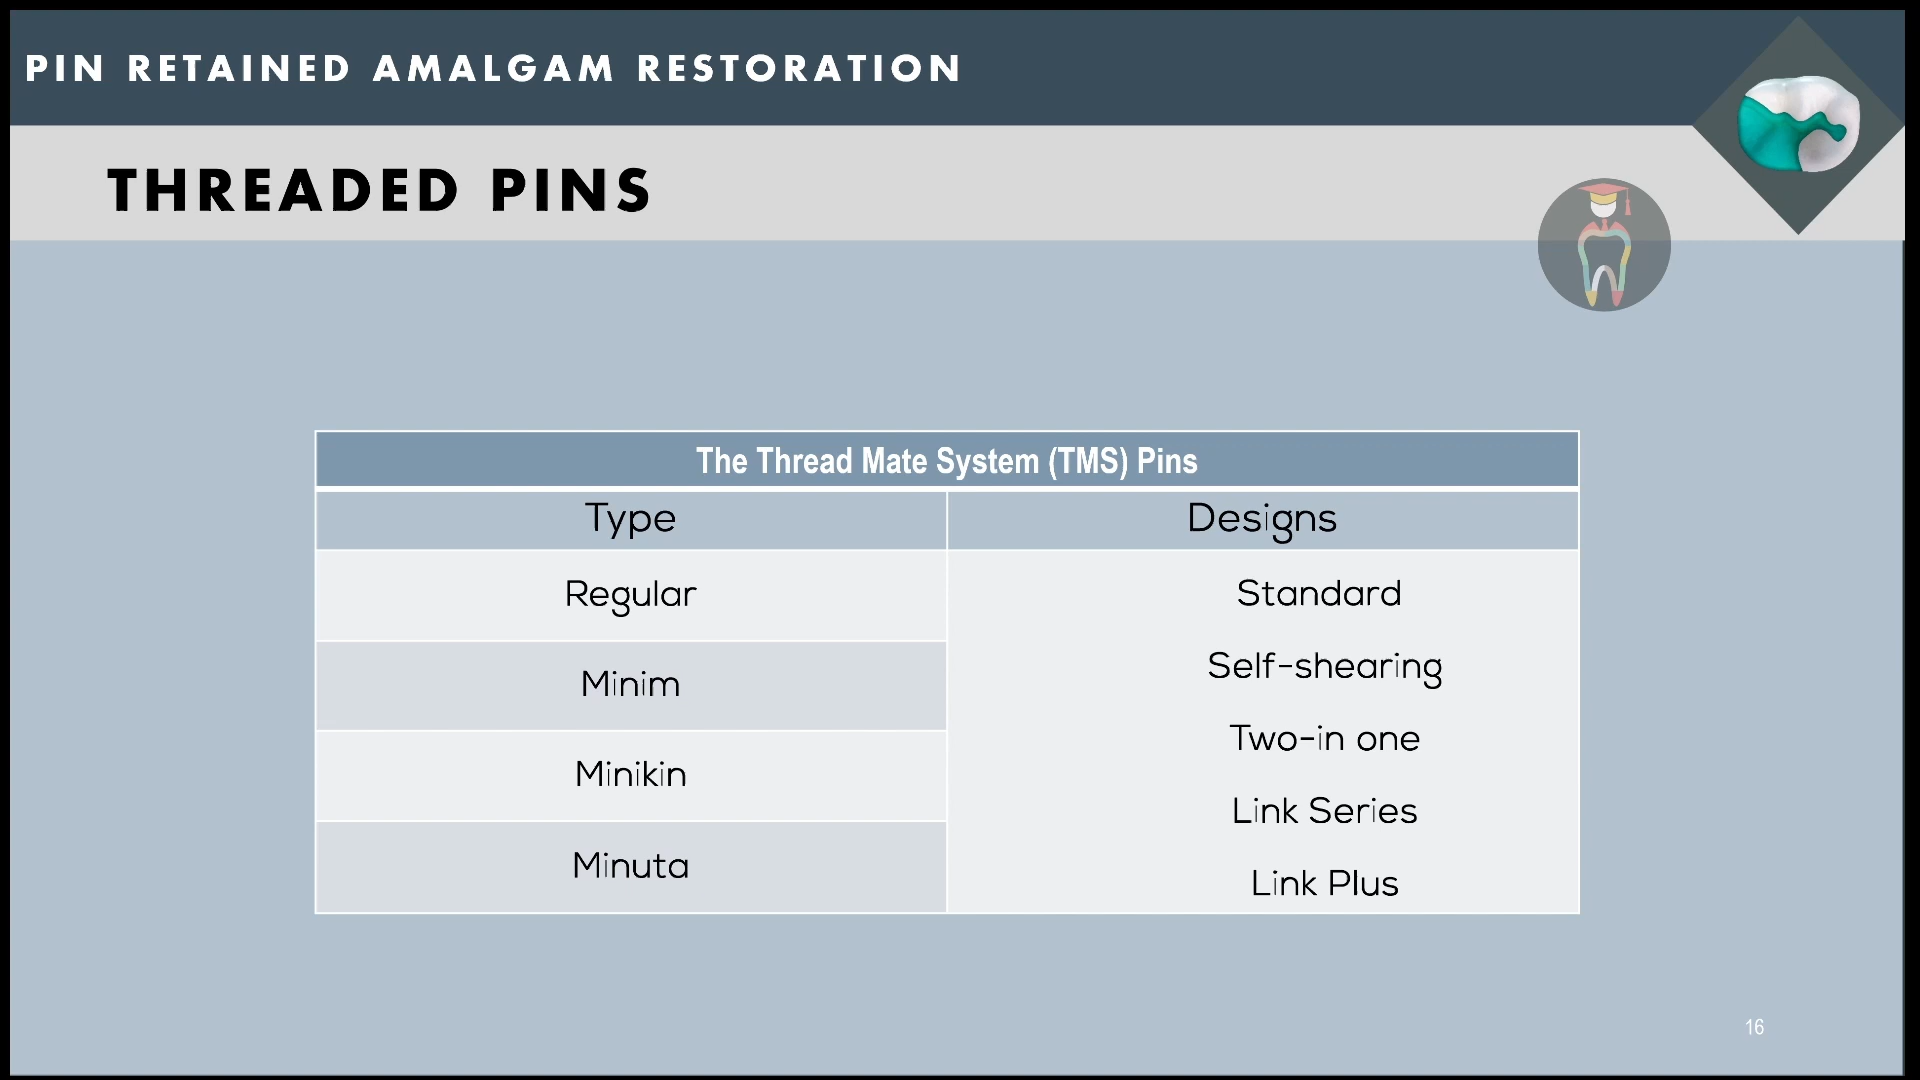 PIN RETAINED AMALGAM RESTORATION
THREADED PINS
The Thread Mate System (TMS) Pins
Type
Designs
Regular
Minim
Minikin
Minuta
Standard
Self-shearing
Two-in one
Link Series
Link Plus
16